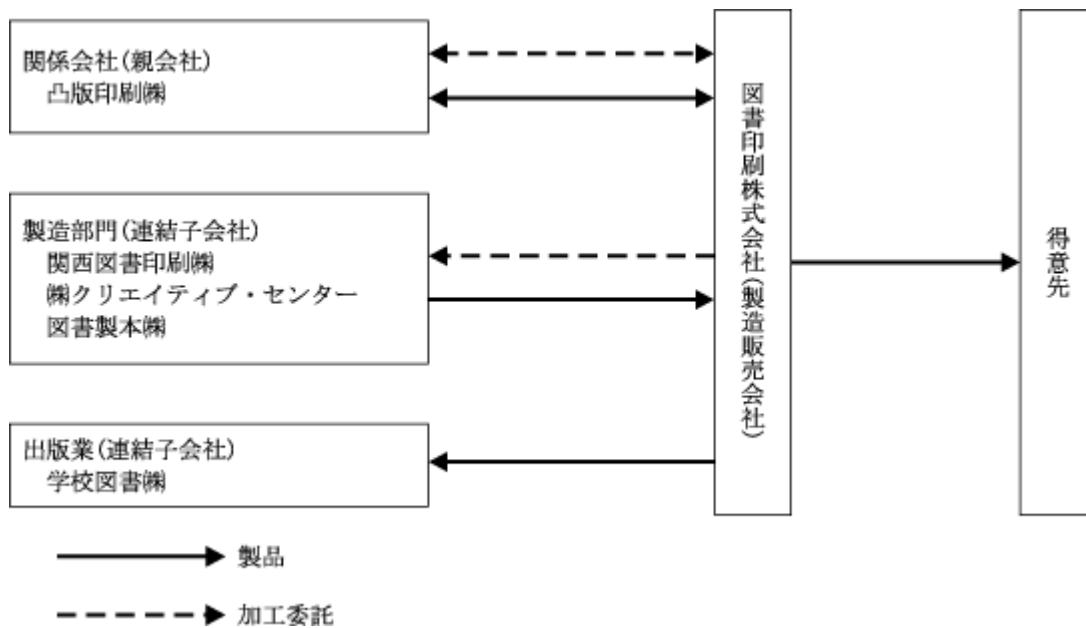 関係会社(親会社)
凸版印刷㈱
製造部門(連結子会社)
関西図書印刷㈱
㈱クリエイティブ・センター
図書製本㈱
出版業(連結子会社)
学校図書㈱
図書印刷株式会社(製造販売会社)
得意先
製品
加工委託